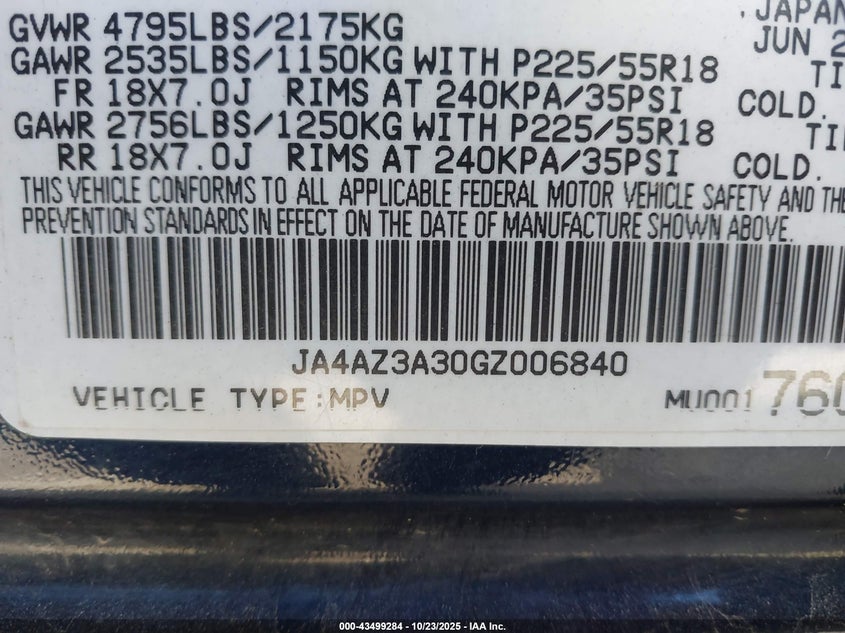 GVWR 4795LBS/2175KG . JAPAN
GAWR 2535LBS/1150KG WITH P225/55R18 JUN 2
FR 18X7.0J RIMS AT 240KPA/35PSI COLD.
GAWR 2756LBS/1250KG WITH P225/55R18
RR 18X7.0J RIMS AT 240KPA/35PSI COLD.
THIS VEHICLE CONFORMS TO ALL APPLICABLE FEDERAL MOTOR VEHICLE SAFETY AND THE
PREVENTION STANDARDS IN EFFECT ON THE DATE OF MANUFACTURE SHOWN ABOVE.
JA4AZ3A30GZ006840
VEHICLE TYPE:MPV MU001760
000-43499284 - 10/23/2025 - IAA Inc.